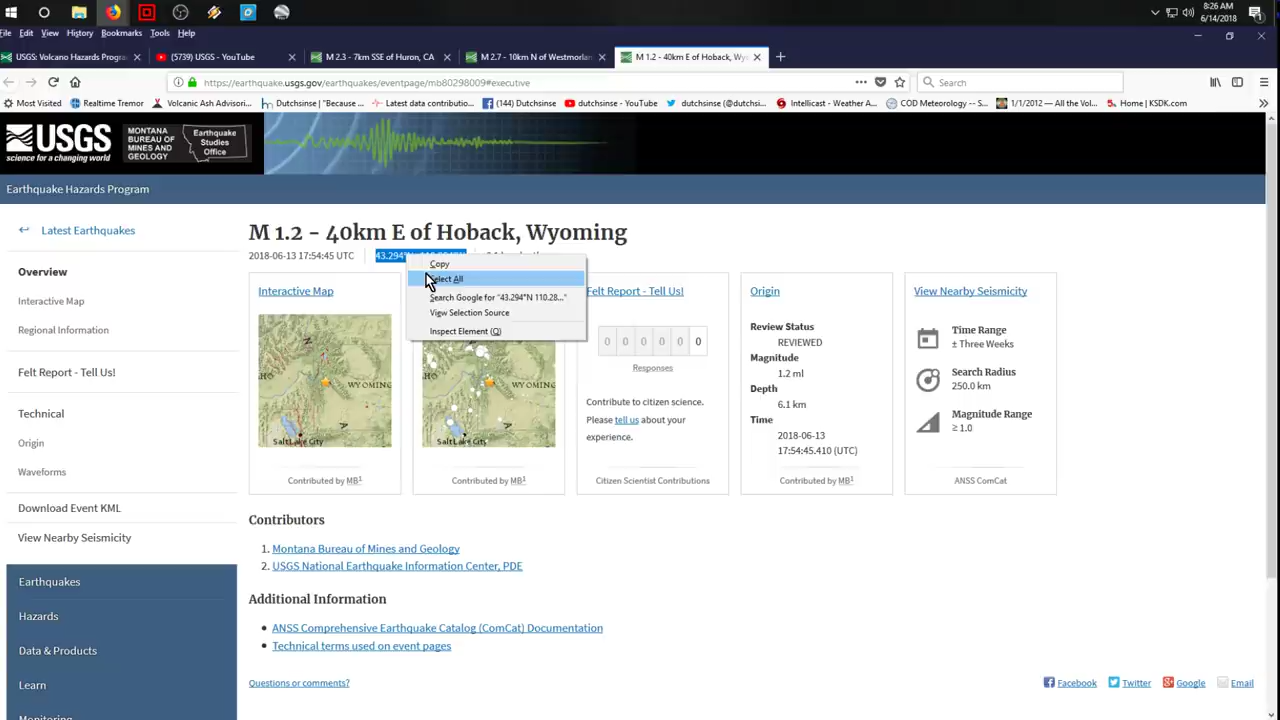 8:26 AM
6/14/2018
File Edit View History Bookmarks Tools Help
USGS: Volcano Hazards Progra
(5739) USGS - YouTube
M 2.3 - 7km SSE of Huron, CA
M 2.7 - 10km N of Westmorlan
M 1.2 - 40km E of Hoback, Wy
https://earthquake.usgs.gov/earthquakes/eventpage/mb80298009#executive
Search
Most Visited
Realtime Tremor
Volcanic Ash Advisori...
Dutchsinse | "Because ...
Latest data contributio...
(144) Dutchsinse
dutchsinse - YouTube
dutchsinse (@dutchsi...
Intellicast - Weather A...
COD Meteorology -- S...
1/1/2012 — All the Vol...
Home | KSDK.com
USGS
science for a changing world
MONTANA
BUREAU OF
MINES AND
GEOLOGY
Earthquake
Studies
Office
Earthquake Hazards Program
Latest Earthquakes
Overview
Interactive Map
Regional Information
Felt Report - Tell Us!
Technical
Origin
Waveforms
Download Event KML
View Nearby Seismicity
Earthquakes
Hazards
Data & Products
Learn
Monitoring
M 1.2 - 40km E of Hoback, Wyoming
2018-06-13 17:54:45 UTC
43.294°N
Copy
Select All
Search Google for "43.294°N 110.28..."
View Selection Source
Inspect Element (Q)
Interactive Map
WYOMING
Salt Lake City
Contributed by MB1
WYOMING
Salt Lake City
Contributed by MB1
Felt Report - Tell Us!
0 0 0 0 0 0
Responses
Contribute to citizen science.
Please tell us about your
experience.
Citizen Scientist Contributions
Origin
Review Status
REVIEWED
Magnitude
1.2 ml
Depth
6.1 km
Time
2018-06-13
17:54:45.410 (UTC)
Contributed by MB1
View Nearby Seismicity
Time Range
± Three Weeks
Search Radius
250.0 km
Magnitude Range
≥ 1.0
ANSS ComCat
Contributors
1. Montana Bureau of Mines and Geology
2. USGS National Earthquake Information Center, PDE
Additional Information
ANSS Comprehensive Earthquake Catalog (ComCat) Documentation
Technical terms used on event pages
Questions or comments?
Facebook
Twitter
Google
Email